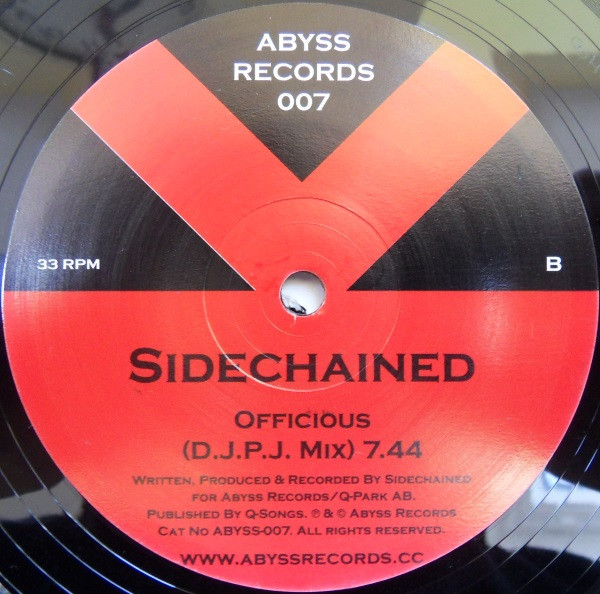 ABYSS
RECORDS
007
33 RPM
B
SIDECHAINED
OFFICIOUS
(D.J.P.J. MIX) 7.44
WRITTEN, PRODUCED & RECORDED BY SIDECHAINED
FOR ABYSS RECORDS/Q-PARK AB.
PUBLISHED BY Q-SONGS. ℗ & © ABYSS RECORDS
CAT NO ABYSS-007. ALL RIGHTS RESERVED.
WWW.ABYSSRECORDS.CC